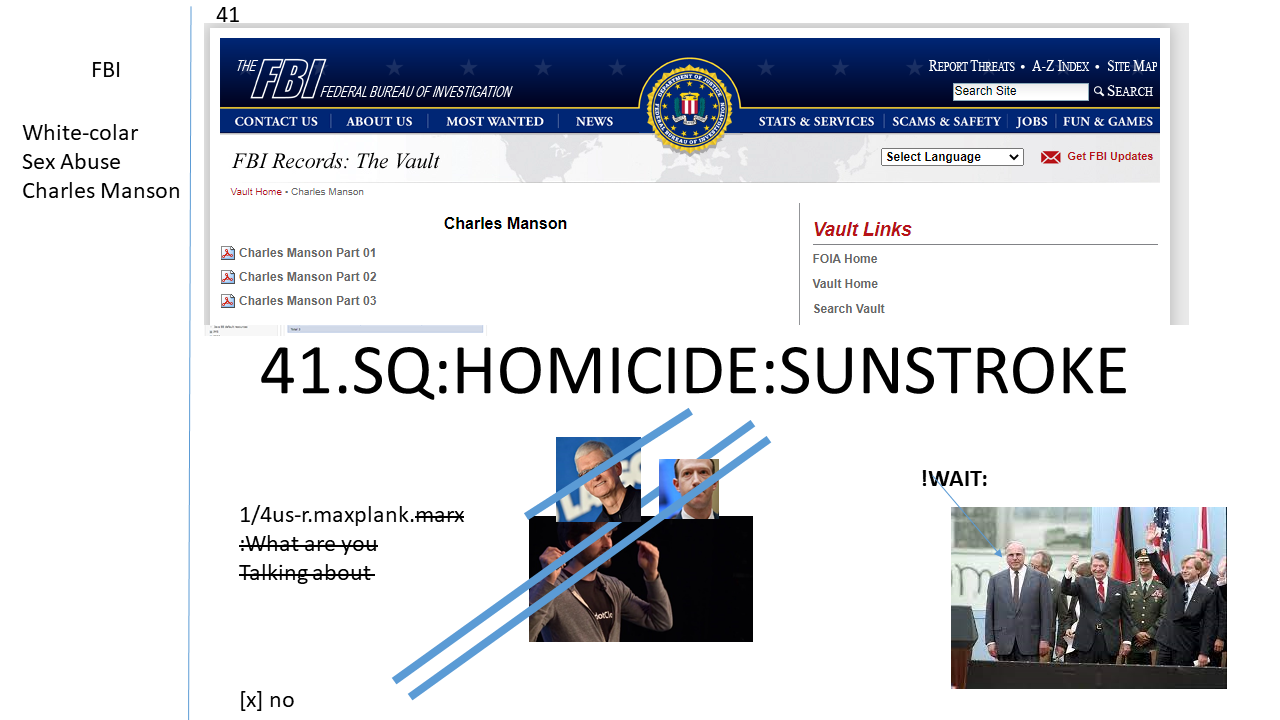 41
FBI
White-colar
Sex Abuse
Charles Manson
THE FBI FEDERAL BUREAU OF INVESTIGATION
REPORT THREATS • A-Z INDEX • SITE MAP
Search Site SEARCH
CONTACT US ABOUT US MOST WANTED NEWS STATS & SERVICES SCAMS & SAFETY JOBS FUN & GAMES
FBI Records: The Vault
Select Language Get FBI Updates
Vault Home • Charles Manson
Charles Manson
Charles Manson Part 01
Charles Manson Part 02
Charles Manson Part 03
Vault Links
FOIA Home
Vault Home
Search Vault
41.SQ:HOMICIDE:SUNSTROKE
!WAIT:
1/4us-r.maxplank.marx
:What are you
Talking about
[x] no